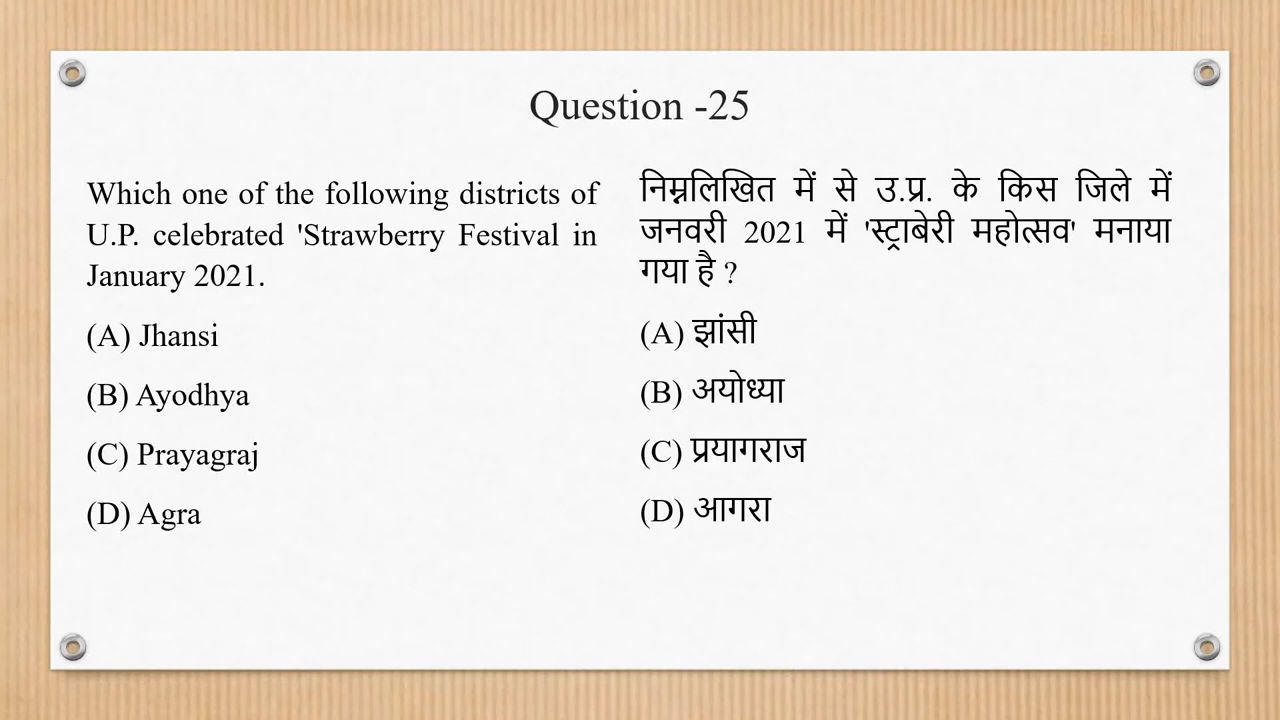 Question -25
Which one of the following districts of
U.P. celebrated 'Strawberry Festival in
January 2021.
(A) Jhansi
(B) Ayodhya
(C) Prayagraj
(D) Agra
निम्नलिखित में से उ.प्र. के किस जिले में
जनवरी 2021 में 'स्ट्राबेरी महोत्सव' मनाया
गया है ?
(A) झांसी
(B) अयोध्या
(C) प्रयागराज
(D) आगरा